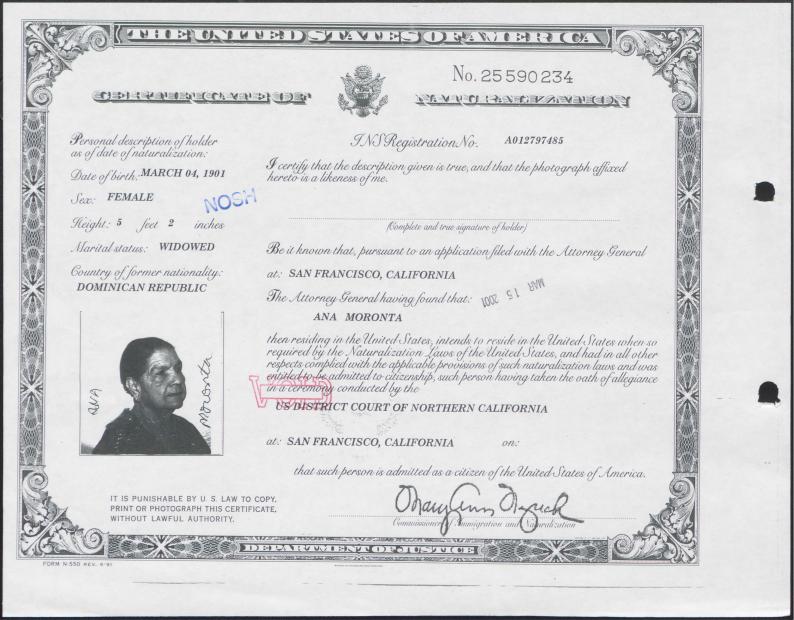 THE UNITED STATES OF AMERICA
No. 25590234
CERTIFICATE OF NATURALIZATION
Personal description of holder
as of date of naturalization:
Date of birth: MARCH 04, 1901
Sex: FEMALE
NOSH
Height: 5 feet 2 inches
Marital status: WIDOWED
Country of former nationality:
DOMINICAN REPUBLIC
ANA
Moronta
IT IS PUNISHABLE BY U. S. LAW TO COPY,
PRINT OR PHOTOGRAPH THIS CERTIFICATE,
WITHOUT LAWFUL AUTHORITY.
INS Registration No. A012797485
I certify that the description given is true, and that the photograph affixed
hereto is a likeness of me.
(Complete and true signature of holder)
Be it known that, pursuant to an application filed with the Attorney General
at: SAN FRANCISCO, CALIFORNIA
The Attorney General having found that:
MAR 15 2001
ANA MORONTA
then residing in the United States, intends to reside in the United States when so
required by the Naturalization Laws of the United States, and had in all other
respects complied with the applicable provisions of such naturalization laws and was
entitled to be admitted to citizenship, such person having taken the oath of allegiance
in a ceremony conducted by the
US DISTRICT COURT OF NORTHERN CALIFORNIA
at: SAN FRANCISCO, CALIFORNIA on:
that such person is admitted as a citizen of the United States of America.
Commissioner of Immigration and Naturalization
DEPARTMENT OF JUSTICE
FORM N-550 REV. 6-91